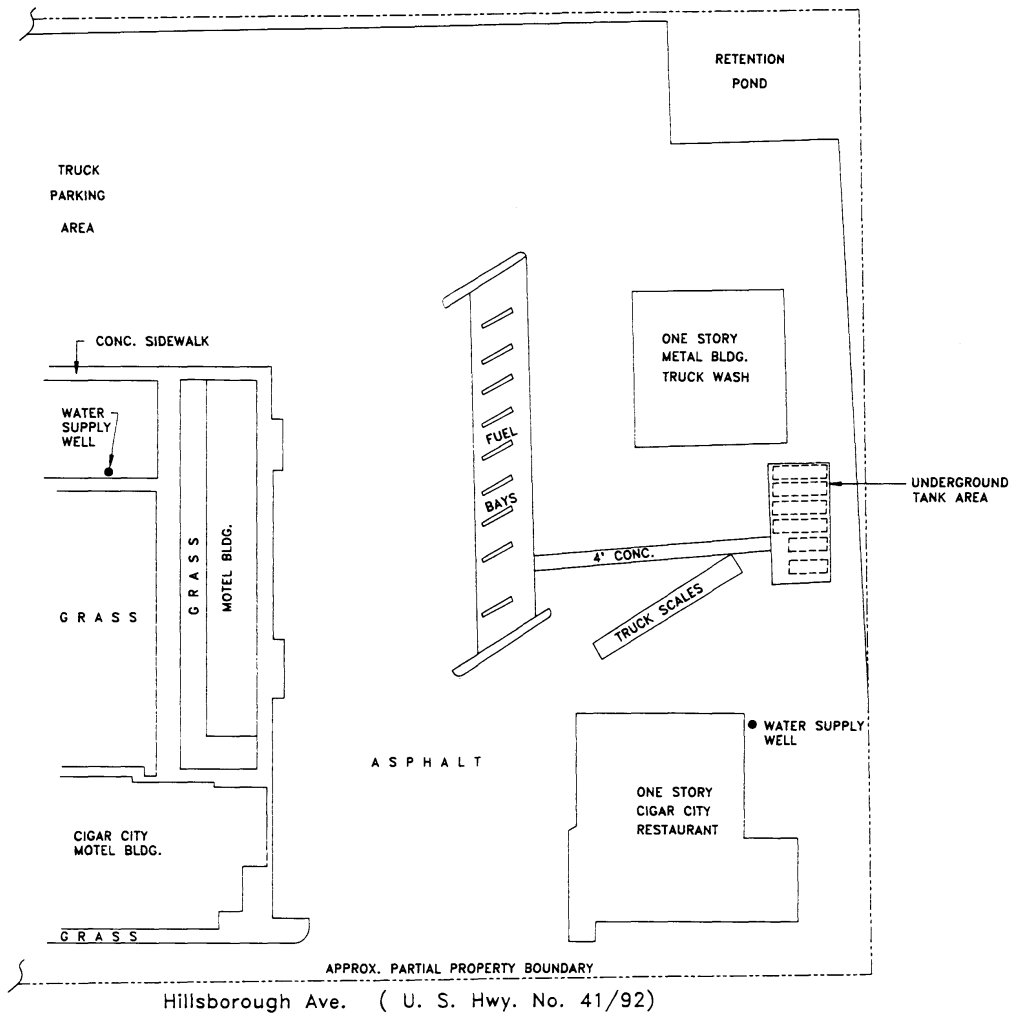 RETENTION
POND
TRUCK
PARKING
AREA
CONC. SIDEWALK
ONE STORY
METAL BLDG.
TRUCK WASH
WATER
SUPPLY
WELL
FUEL
BAYS
UNDERGROUND
TANK AREA
4' CONC.
TRUCK SCALES
GRASS
GRASS
MOTEL BLDG.
WATER SUPPLY
WELL
ASPHALT
ONE STORY
CIGAR CITY
RESTAURANT
CIGAR CITY
MOTEL BLDG.
GRASS
APPROX. PARTIAL PROPERTY BOUNDARY
Hillsborough Ave. ( U. S. Hwy. No. 41/92)